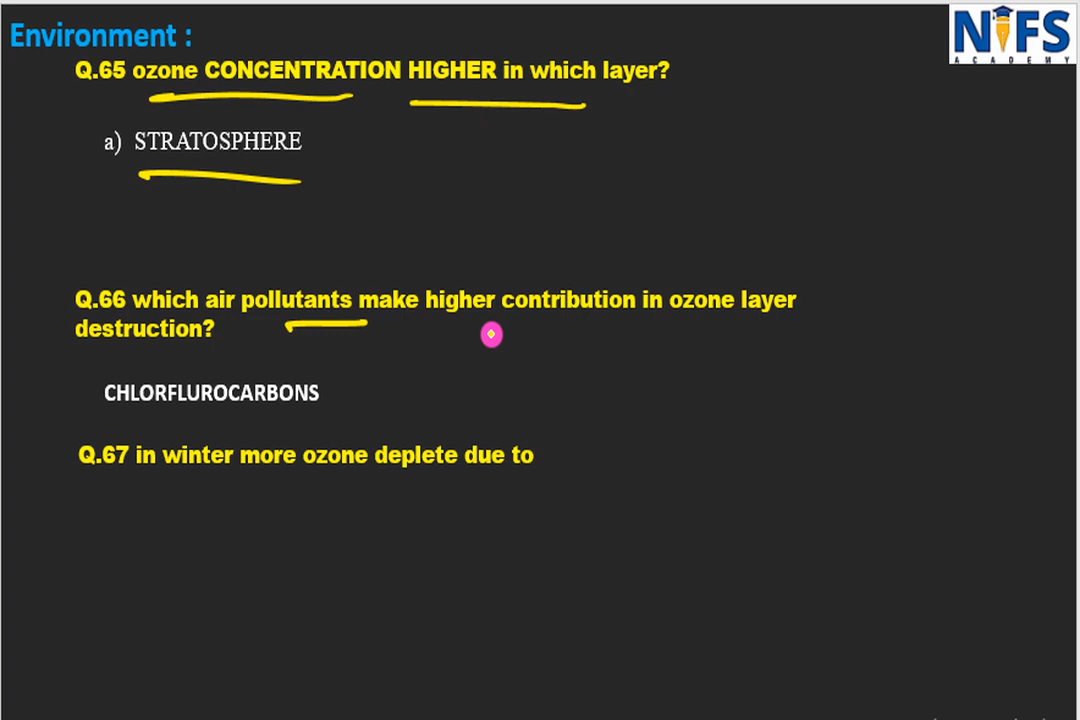 Environment :
NiFS
ACADEMY
Q.65 ozone CONCENTRATION HIGHER in which layer?
a) STRATOSPHERE
Q.66 which air pollutants make higher contribution in ozone layer
destruction?
CHLORFLUROCARBONS
Q.67 in winter more ozone deplete due to